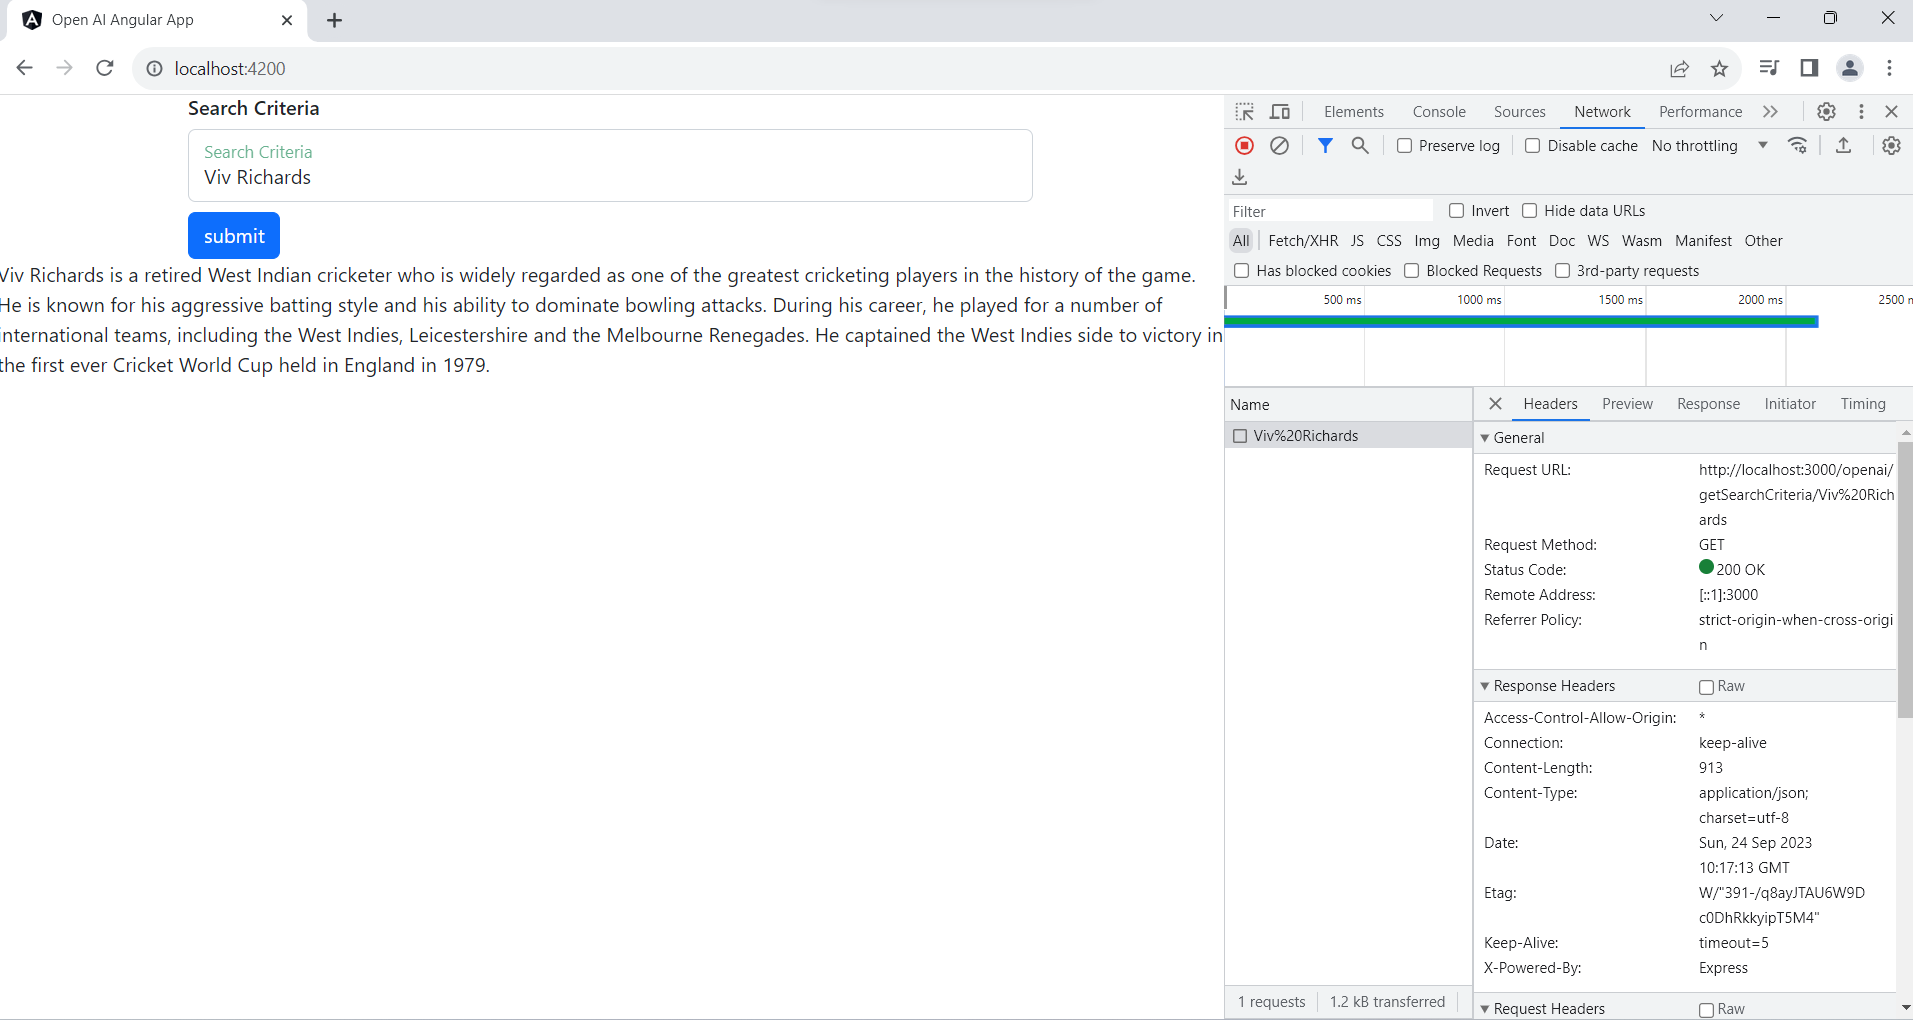 Open AI Angular App
localhost:4200
Search Criteria
Search Criteria
Viv Richards
submit
Viv Richards is a retired West Indian cricketer who is widely regarded as one of the greatest cricketing players in the history of the game.
He is known for his aggressive batting style and his ability to dominate bowling attacks. During his career, he played for a number of
international teams, including the West Indies, Leicestershire and the Melbourne Renegades. He captained the West Indies side to victory in
the first ever Cricket World Cup held in England in 1979.
Elements Console Sources Network Performance
Preserve log Disable cache No throttling
Filter Invert Hide data URLs
All Fetch/XHR JS CSS Img Media Font Doc WS Wasm Manifest Other
Has blocked cookies Blocked Requests 3rd-party requests
500 ms 1000 ms 1500 ms 2000 ms 2500 m
Name
Viv%20Richards
1 requests 1.2 kB transferred
Headers Preview Response Initiator Timing
General
Request URL: http://localhost:3000/openai/
getSearchCriteria/Viv%20Rich
ards
Request Method: GET
Status Code: 200 OK
Remote Address: [::1]:3000
Referrer Policy: strict-origin-when-cross-origi
n
Response Headers Raw
Access-Control-Allow-Origin: *
Connection: keep-alive
Content-Length: 913
Content-Type: application/json;
charset=utf-8
Date: Sun, 24 Sep 2023
10:17:13 GMT
Etag: W/"391-/q8ayJTAU6W9D
c0DhRkkyipT5M4"
Keep-Alive: timeout=5
X-Powered-By: Express
Request Headers Raw